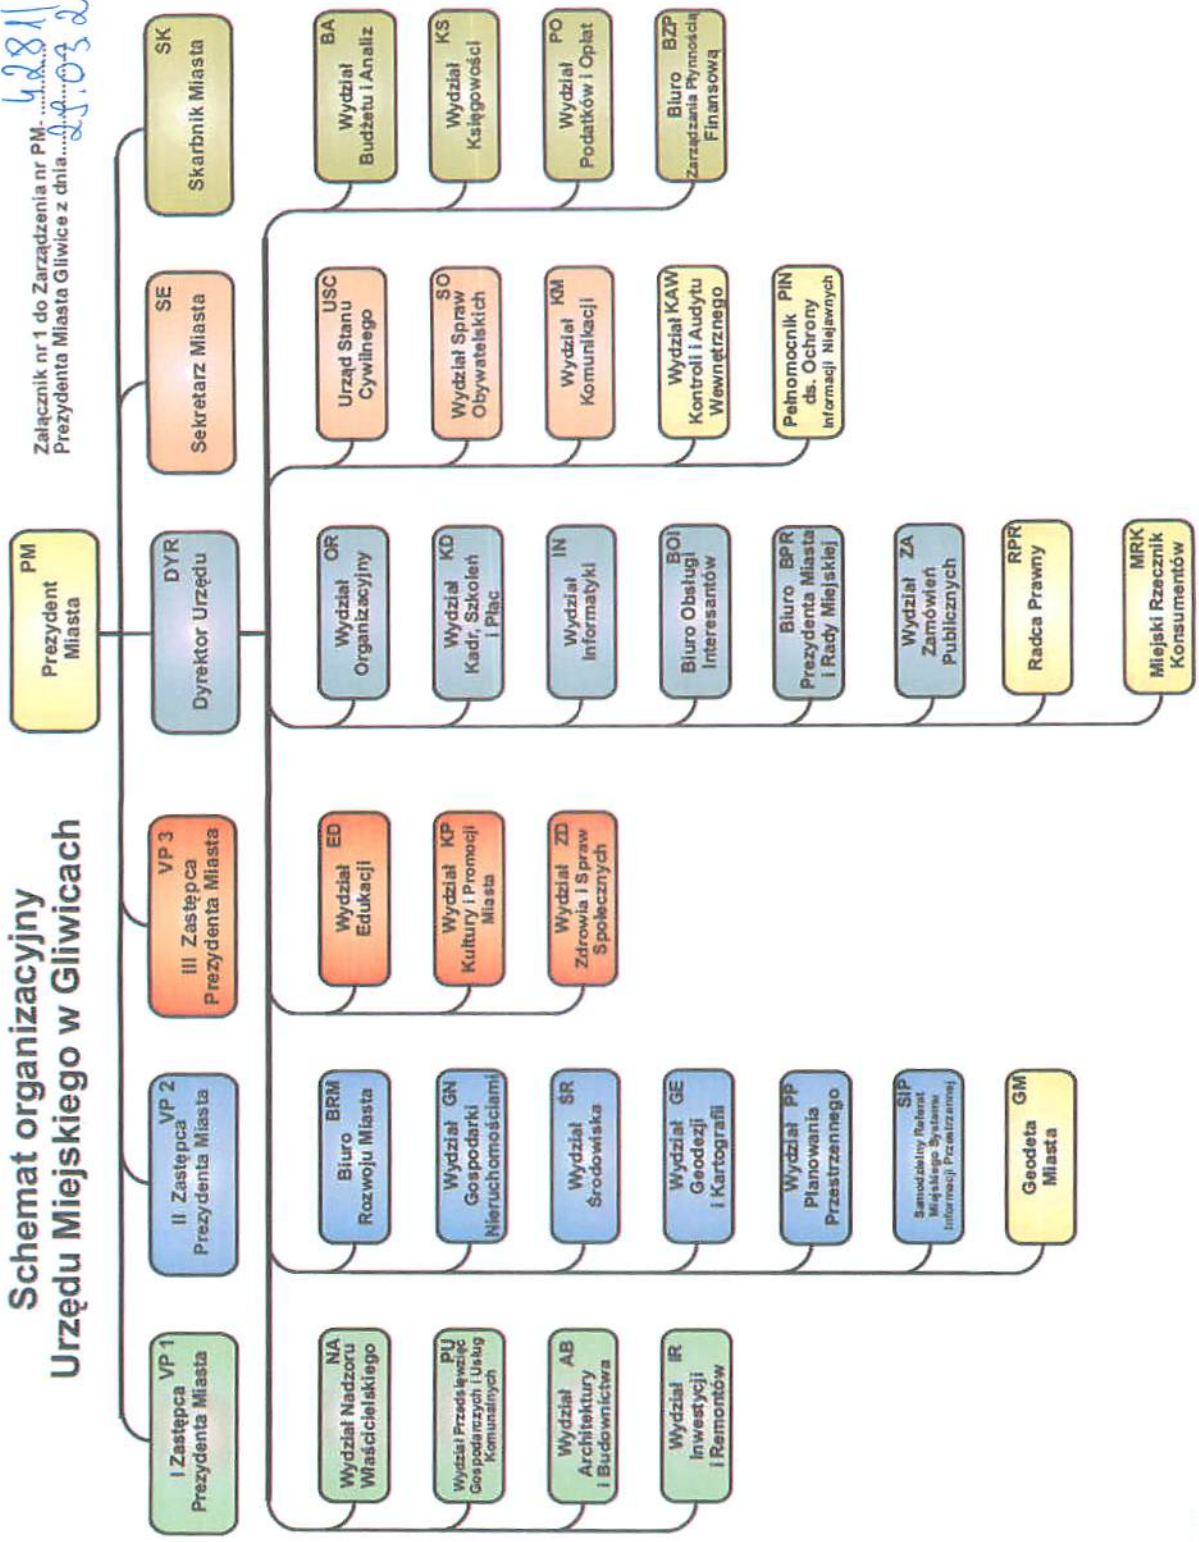 Schemat organizacyjny
Urzędu Miejskiego w Gliwicach
Załącznik nr 1 do Zarządzenia nr PM-
Prezydenta Miasta Gliwice z dnia
PM
Prezydent
Miasta
VP 1
I Zastępca
Prezydenta Miasta
VP 2
II Zastępca
Prezydenta Miasta
VP 3
III Zastępca
Prezydenta Miasta
DYR
Dyrektor Urzędu
SE
Sekretarz Miasta
SK
Skarbnik Miasta
NA
Wydział Nadzoru
Właścicielskiego
PU
Wydział Przedsięwzięć
Gospodarczych i Usług
Komunalnych
Wydział AB
Architektury
i Budownictwa
Wydział IR
Inwestycji
i Remontów
BRM
Biuro
Rozwoju Miasta
Wydział GN
Gospodarki
Nieruchomościami
ŚR
Wydział
Środowiska
Wydział GE
Geodezji
i Kartografii
Wydział PP
Planowania
Przestrzennego
SIP
Samodzielny Referat
Miejskiego Systemu
Informacji Przestrzennej
GM
Geodeta
Miasta
ED
Wydział
Edukacji
Wydział KP
Kultury i Promocji
Miasta
Wydział ZD
Zdrowia i Spraw
Społecznych
OR
Wydział
Organizacyjny
Wydział KD
Kadr, Szkoleń
i Płac
IN
Wydział
Informatyki
BOI
Biuro Obsługi
Interesantów
Biuro BPR
Prezydenta Miasta
i Rady Miejskiej
Wydział ZA
Zamówień
Publicznych
RPR
Radca Prawny
MRK
Miejski Rzecznik
Konsumentów
USC
Urząd Stanu
Cywilnego
SO
Wydział Spraw
Obywatelskich
KM
Wydział
Komunikacji
Wydział KAW
Kontroli i Audytu
Wewnętrznego
Pełnomocnik PIN
ds. Ochrony
Informacji Niejawnych
BA
Wydział
Budżetu i Analiz
KS
Wydział
Księgowości
PO
Wydział
Podatków i Opłat
Biuro BZP
Zarządzania Płynnością
Finansową